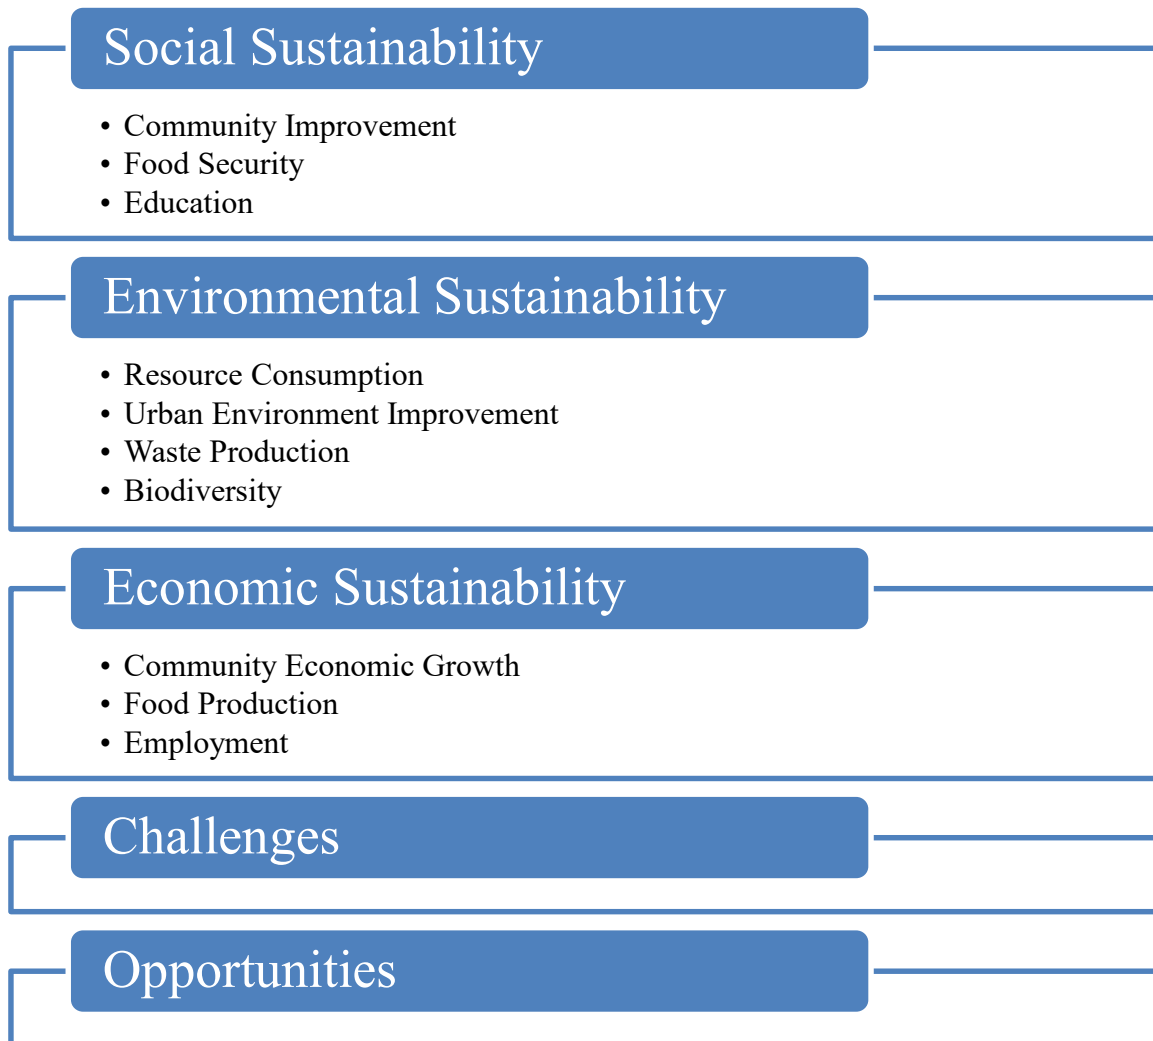 Social Sustainability
• Community Improvement
• Food Security
• Education
Environmental Sustainability
• Resource Consumption
• Urban Environment Improvement
• Waste Production
• Biodiversity
Economic Sustainability
• Community Economic Growth
• Food Production
• Employment
Challenges
Opportunities